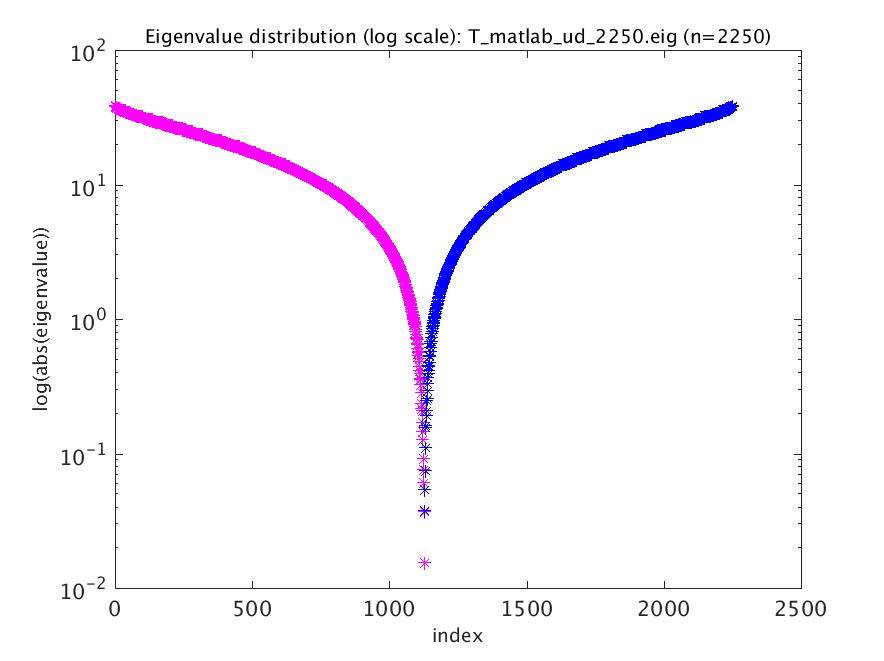 Eigenvalue distribution (log scale): T_matlab_ud_2250.eig (n=2250)
10^2
10^1
10^0
10^-1
10^-2
log(abs(eigenvalue))
0 500 1000 1500 2000 2500
index